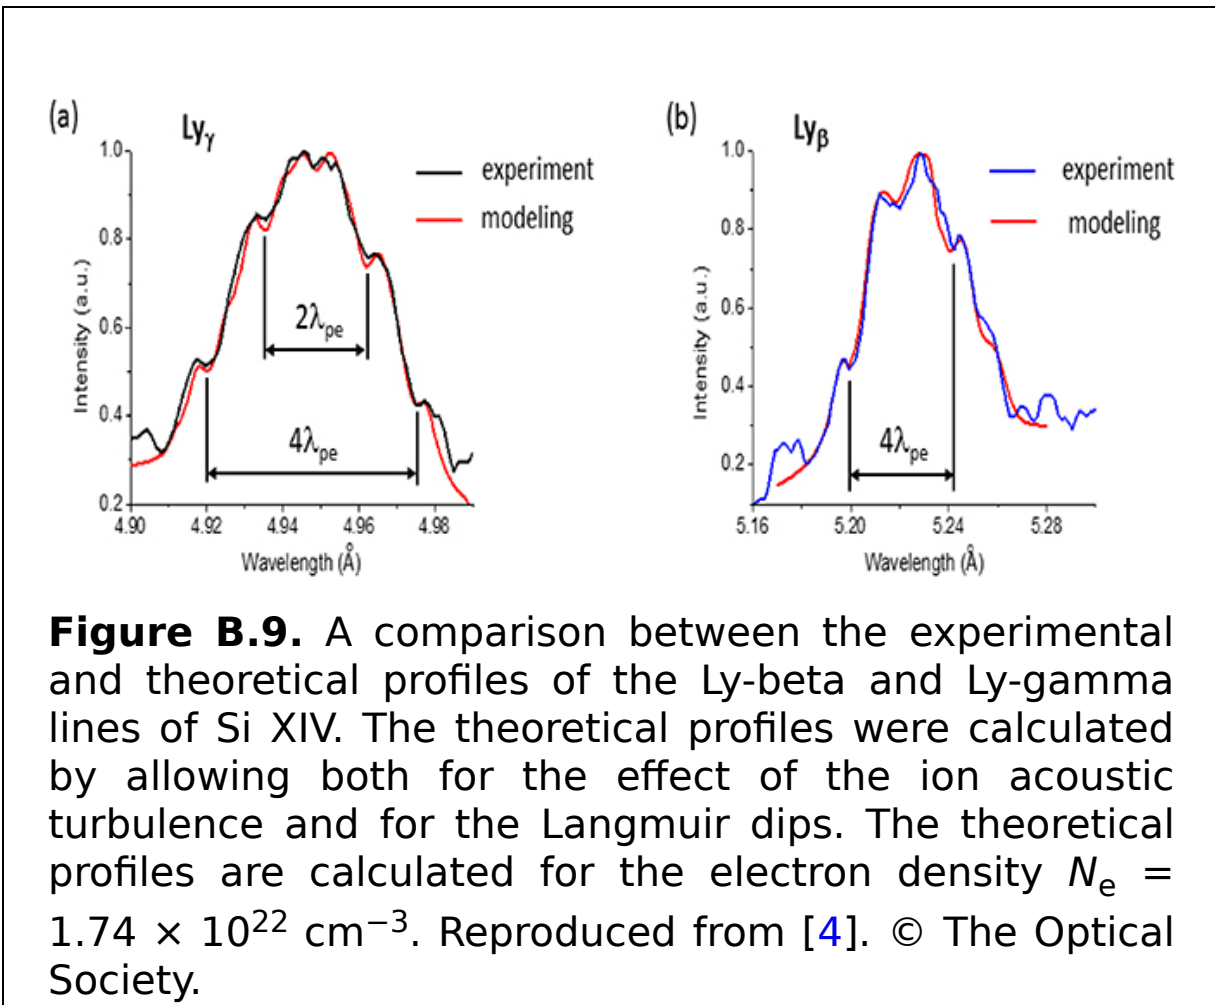 (a)
Lyγ
1.0
0.8
0.6
0.4
0.2
Intensity (a.u.)
experiment
modeling
2λpe
4λpe
4.90 4.92 4.94 4.96 4.98
Wavelength (Å)
(b)
Lyβ
1.0
0.8
0.6
0.4
0.2
Intensity (a.u.)
experiment
modeling
4λpe
5.16 5.20 5.24 5.28
Wavelength (Å)
Figure B.9. A comparison between the experimental
and theoretical profiles of the Ly-beta and Ly-gamma
lines of Si XIV. The theoretical profiles were calculated
by allowing both for the effect of the ion acoustic
turbulence and for the Langmuir dips. The theoretical
profiles are calculated for the electron density Ne =
1.74 × 10²² cm⁻³. Reproduced from [4]. © The Optical
Society.